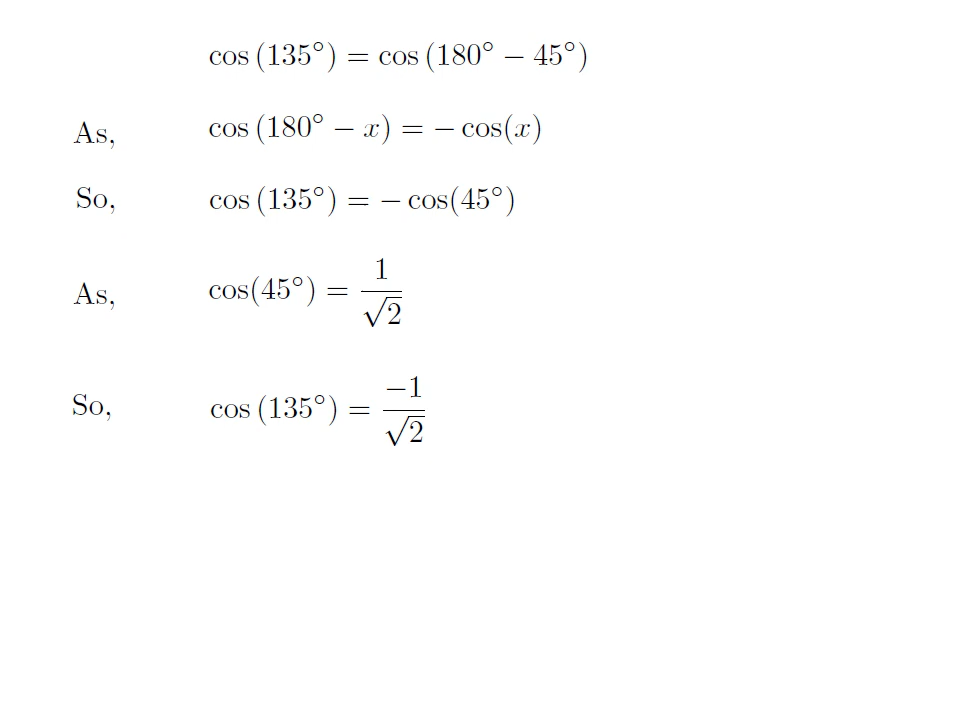 cos (135°) = cos (180° − 45°)
As, cos (180° − x) = − cos(x)
So, cos (135°) = − cos(45°)
As, cos(45°) = 1/√2
So, cos (135°) = −1/√2